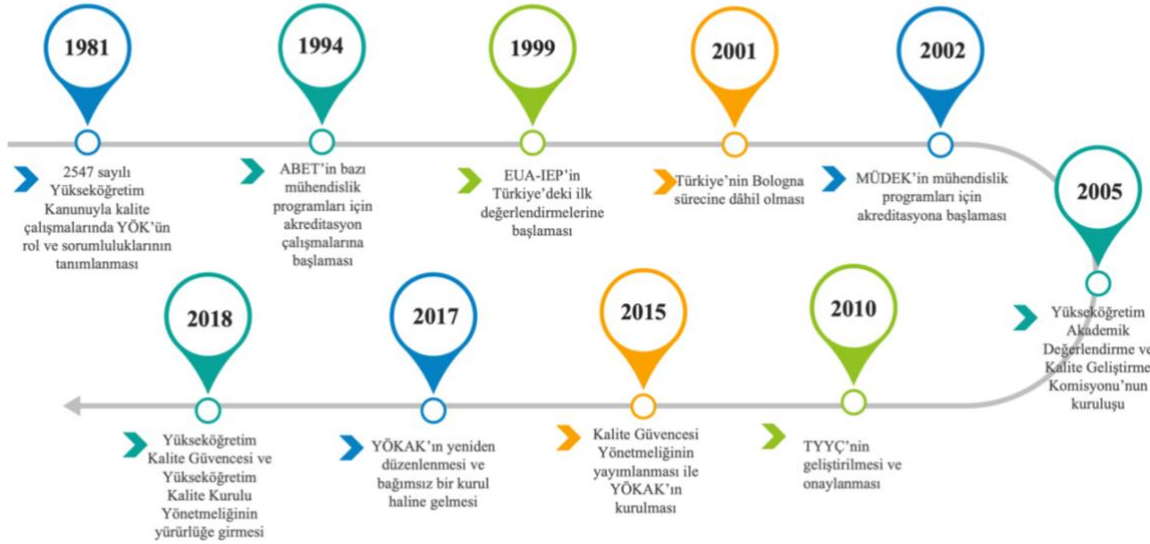 1981
2547 sayılı
Yükseköğretim
Kanunuyla kalite
çalışmalarında YÖK'ün
rol ve sorumluluklarının
tanımlanması
1994
ABET'in bazı
mühendislik
programları için
akreditasyon
çalışmalarına
başlaması
1999
EUA-IEP'in
Türkiye'deki ilk
değerlendirmelerine
başlaması
2001
Türkiye'nin Bologna
sürecine dâhil olması
2002
MÜDEK'in mühendislik
programları için
akreditasyona başlaması
2005
Yükseköğretim
Akademik
Değerlendirme ve
Kalite Geliştirme
Komisyonu'nun
kuruluşu
2010
TYYÇ'nin
geliştirilmesi ve
onaylanması
2015
Kalite Güvencesi
Yönetmeliğinin
yayımlanması ile
YÖKAK'ın
kurulması
2017
YÖKAK'ın yeniden
düzenlenmesi ve
bağımsız bir kurul
haline gelmesi
2018
Yükseköğretim
Kalite Güvencesi ve
Yükseköğretim
Kalite Kurulu
Yönetmeliğinin
yürürlüğe girmesi